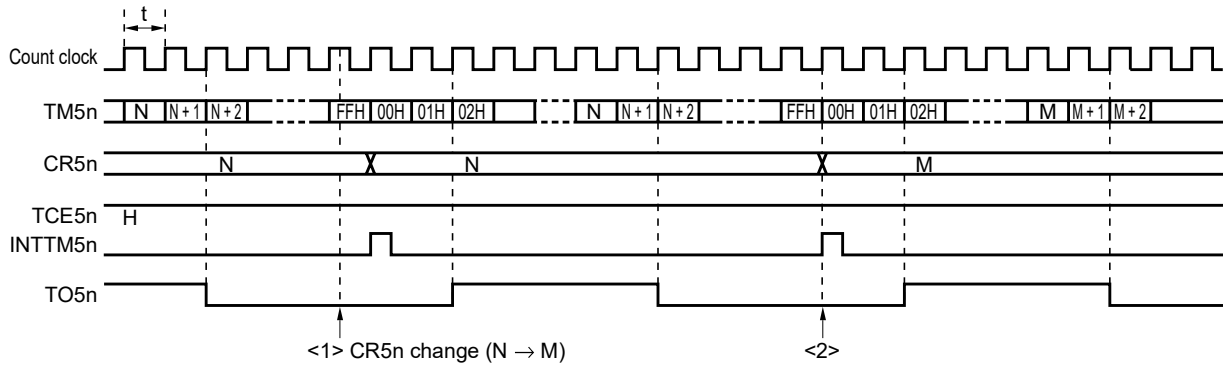 t
Count clock
TM5n N N + 1 N + 2 FFH 00H 01H 02H N N + 1 N + 2 FFH 00H 01H 02H M M + 1 M + 2
CR5n N N M
TCE5n H
INTTM5n
TO5n
<1> CR5n change (N → M) <2>